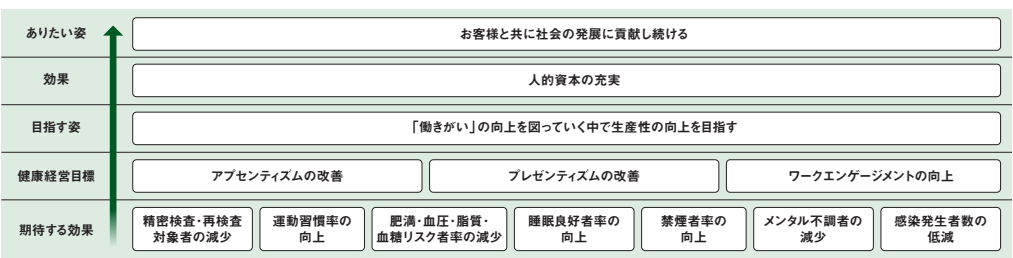 ありたい姿
お客様と共に社会の発展に貢献し続ける
効果
人的資本の充実
目指す姿
「働きがい」の向上を図っていく中で生産性の向上を目指す
健康経営目標
アブセンティズムの改善
プレゼンティズムの改善
ワークエンゲージメントの向上
期待する効果
精密検査・再検査
対象者の減少
運動習慣率の
向上
肥満・血圧・脂質・
血糖リスク者率の減少
睡眠良好者率の
向上
禁煙者率の
向上
メンタル不調者の
減少
感染発生者数の
低減